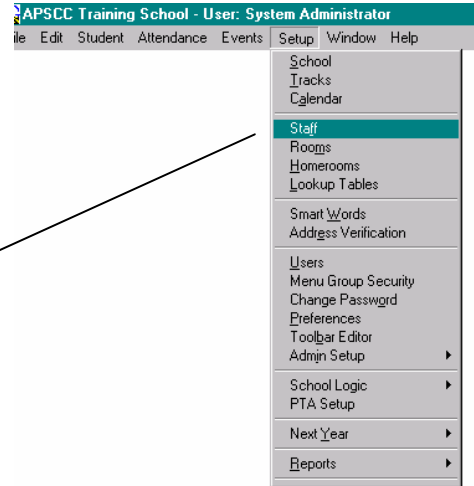 APSCC Training School - User: System Administrator
File Edit Student Attendance Events Setup Window Help
School
Tracks
Calendar
Staff
Rooms
Homerooms
Lookup Tables
Smart Words
Address Verification
Users
Menu Group Security
Change Password
Preferences
Toolbar Editor
Admin Setup
School Logic
PTA Setup
Next Year
Reports